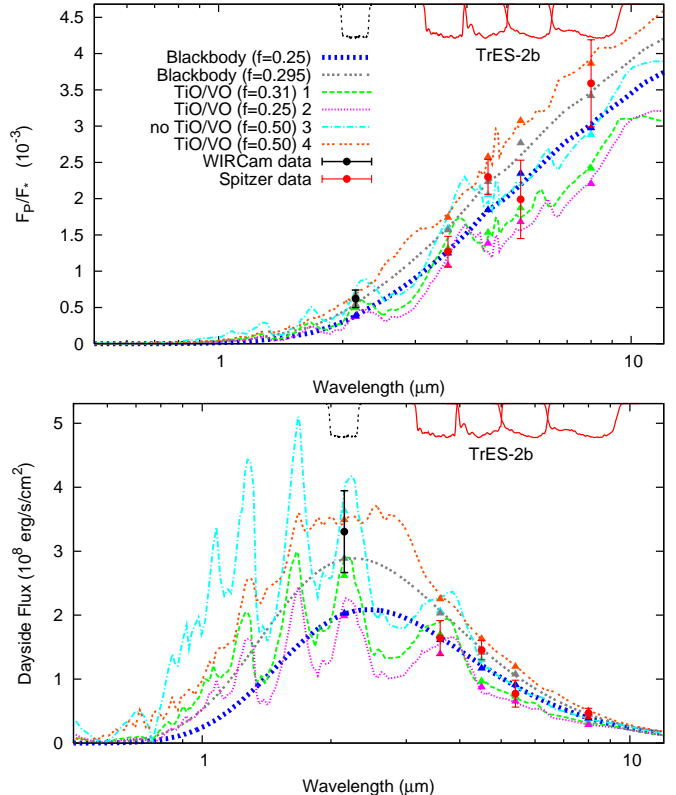 4.5
4
3.5
3
2.5
2
1.5
1
0.5
0
F_P/F_* (10^-3)
TrES-2b
Blackbody (f=0.25)
Blackbody (f=0.295)
TiO/VO (f=0.31) 1
TiO/VO (f=0.25) 2
no TiO/VO (f=0.50) 3
TiO/VO (f=0.50) 4
WIRCam data
Spitzer data
1 10
Wavelength (μm)
5
4
3
2
1
0
Dayside Flux (10^8 erg/s/cm^2)
TrES-2b
1 10
Wavelength (μm)